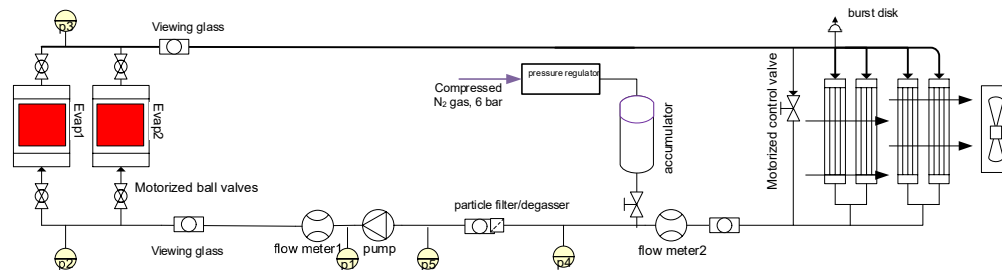 p3
Viewing glass
burst disk
pressure regulator
Compressed
N₂ gas, 6 bar
accumulator
Motorized control valve
Evap1
Evap2
Motorized ball valves
particle filter/degasser
Viewing glass
flow meter1
pump
flow meter2
p2
p1
p5
p4